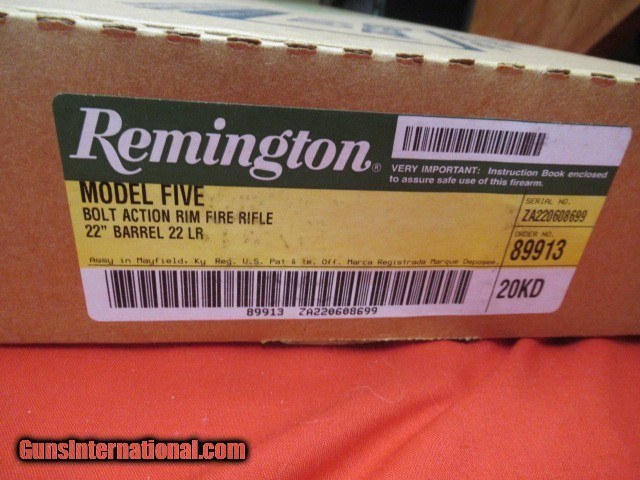 Remington®
VERY IMPORTANT: Instruction Book enclosed
to assure safe use of this firearm.
MODEL FIVE
BOLT ACTION RIM FIRE RIFLE
22" BARREL 22 LR
SERIAL NO.
ZA220608699
ORDER NO.
89913
Assy in Mayfield, Ky Reg. U.S. Pat & tm. Off. Marca Registrada Marque Deposee.
20KD
89913 ZA220608699
GunsInternational.com